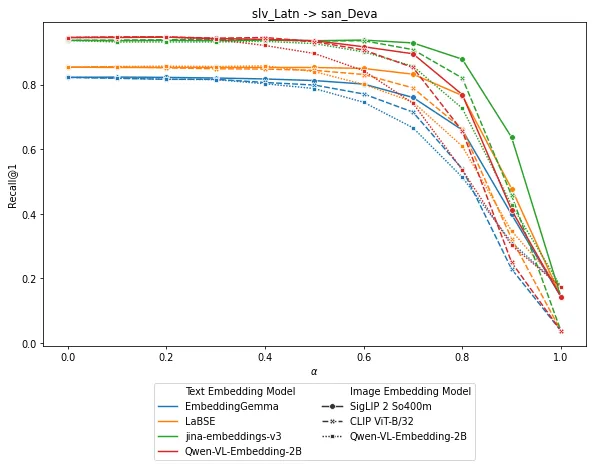 slv_Latn -> san_Deva
Recall@1
0.8
0.6
0.4
0.2
0.0
0.0 0.2 0.4 0.6 0.8 1.0
α
Text Embedding Model
EmbeddingGemma
LaBSE
jina-embeddings-v3
Qwen-VL-Embedding-2B
Image Embedding Model
SigLIP 2 So400m
CLIP ViT-B/32
Qwen-VL-Embedding-2B